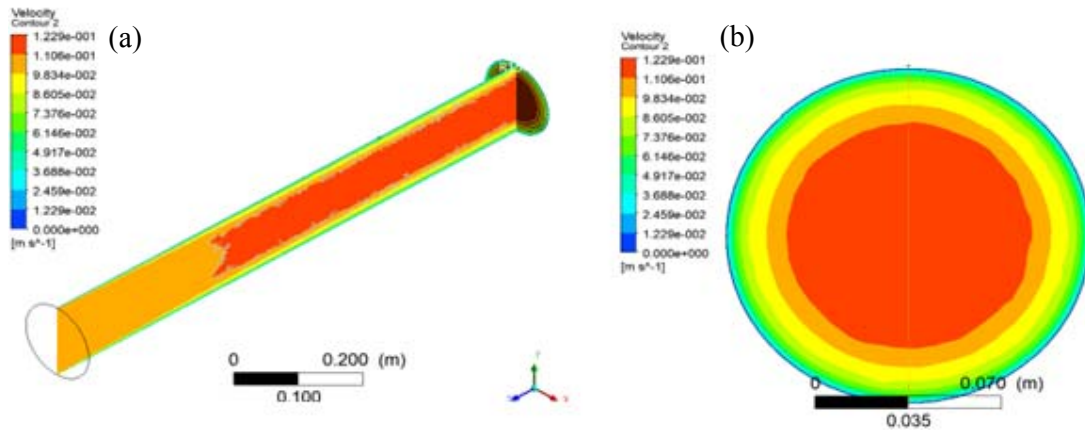 Velocity
Contour 2
(a)
1.229e-001
1.106e-001
9.834e-002
8.605e-002
7.376e-002
6.146e-002
4.917e-002
3.688e-002
2.459e-002
1.229e-002
0.000e+000
[m s^-1]
0 0.200 (m)
0.100
Velocity
Contour 2
(b)
1.229e-001
1.106e-001
9.834e-002
8.605e-002
7.376e-002
6.146e-002
4.917e-002
3.688e-002
2.459e-002
1.229e-002
0.000e+000
[m s^-1]
0 0.070 (m)
0.035